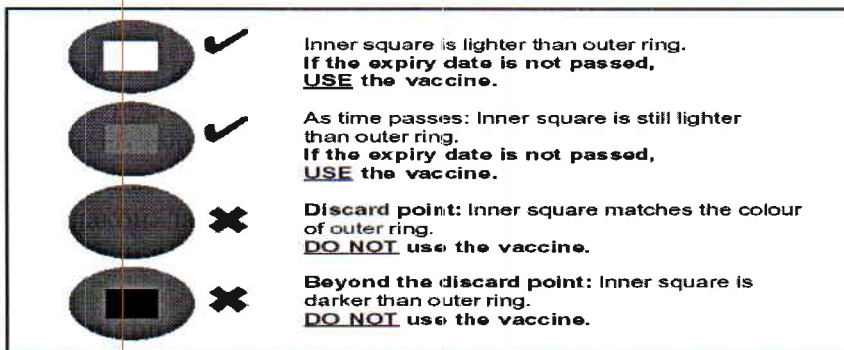 Inner square is lighter than outer ring.
If the expiry date is not passed,
USE the vaccine.
As time passes: Inner square is still lighter
than outer ring.
If the expiry date is not passed,
USE the vaccine.
Discard point: Inner square matches the colour
of outer ring.
DO NOT use the vaccine.
Beyond the discard point: Inner square is
darker than outer ring.
DO NOT use the vaccine.